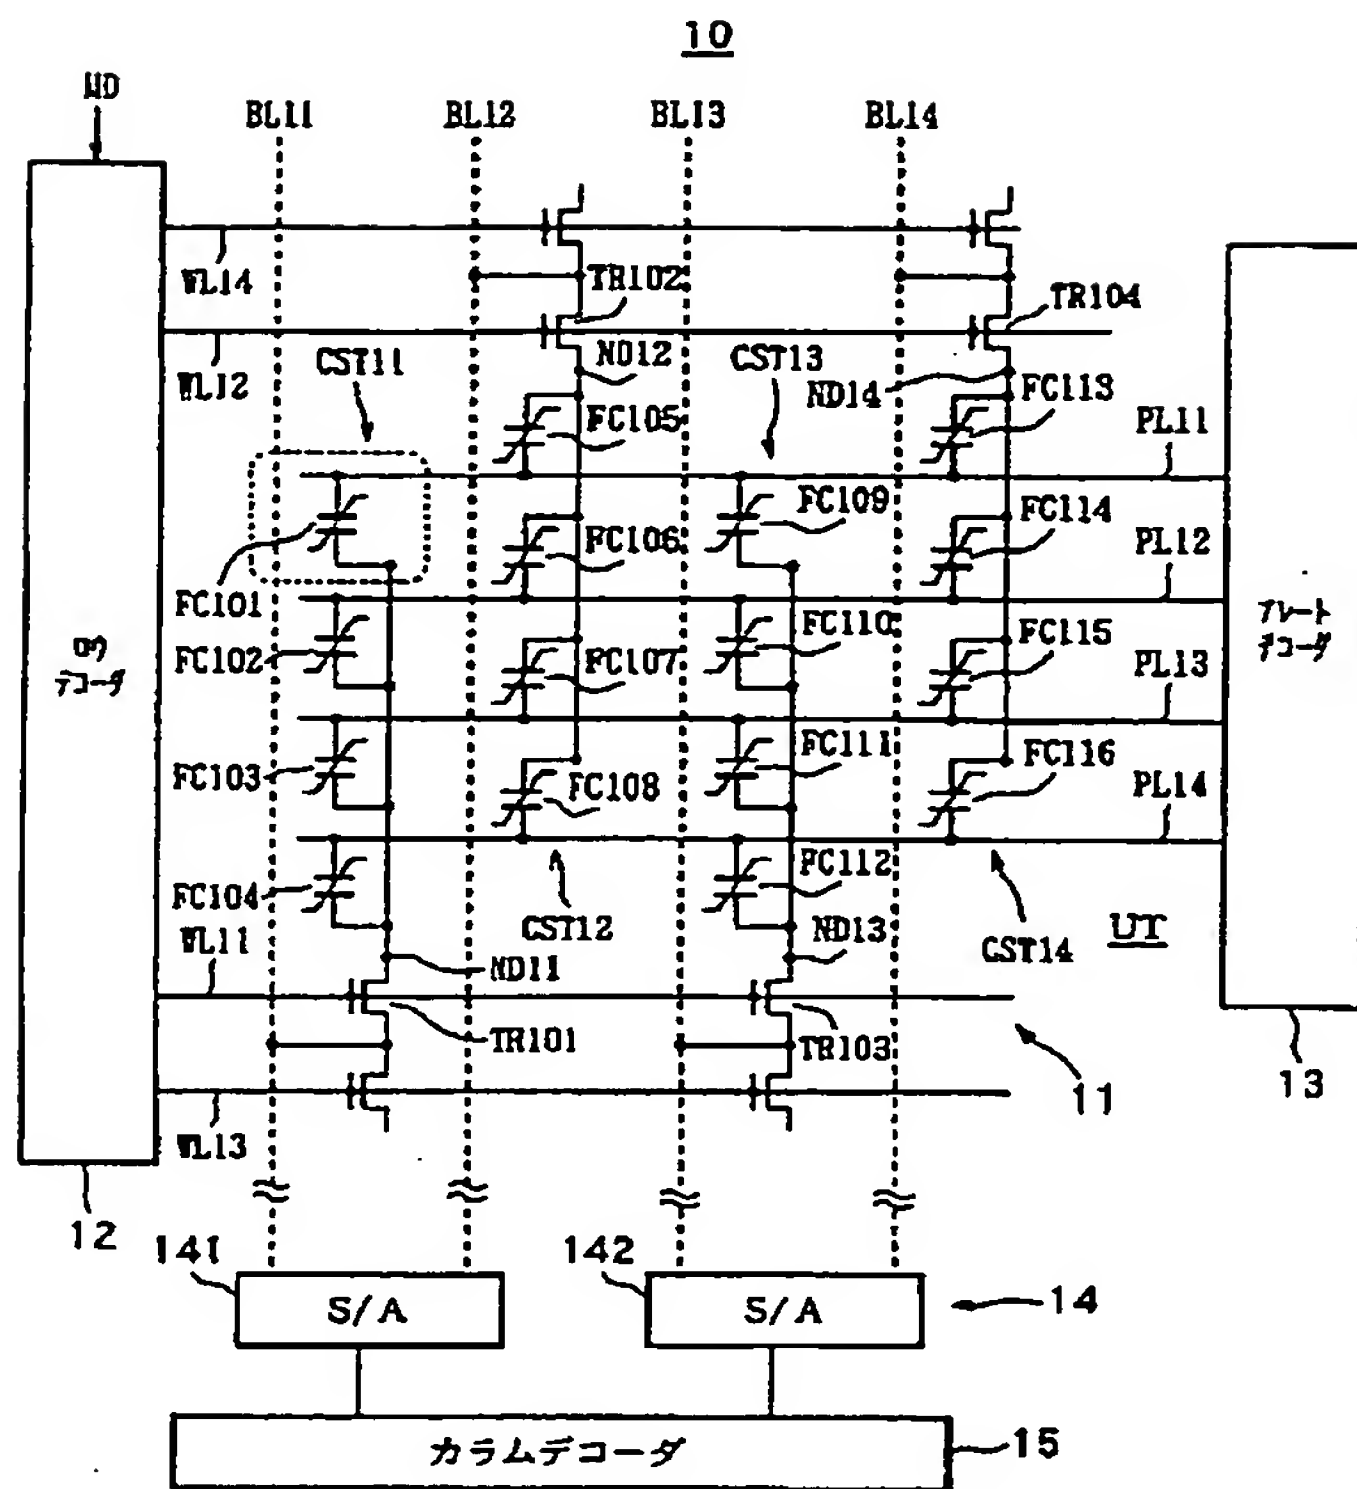 10
WD
BL11 BL12 BL13 BL14
WL14
TR102
TR104
WL12
CST11
ND12
CST13
ND14
FC113
FC105
PL11
FC109
FC114
FC106
PL12
FC101
FC110
FC115
FC102
FC107
PL13
ロウ
デコーダ
プレート
デコーダ
FC103
FC111
FC116
FC108
PL14
FC104
FC112
WL11
CST12
ND13
CST14
UT
ND11
TR101
TR103
11
13
WL13
12
141
142
S/A
S/A
14
カラムデコーダ
15